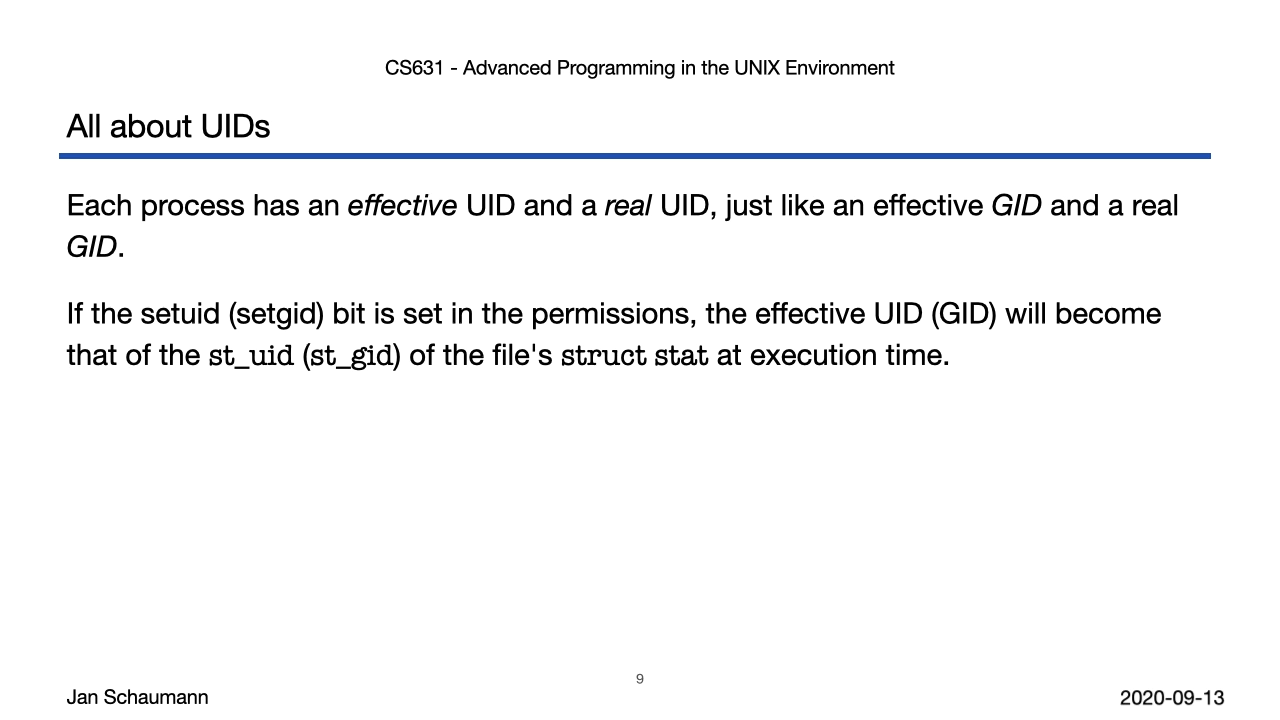 CS631 - Advanced Programming in the UNIX Environment
All about UIDs
Each process has an effective UID and a real UID, just like an effective GID and a real
GID.
If the setuid (setgid) bit is set in the permissions, the effective UID (GID) will become
that of the st_uid (st_gid) of the file's struct stat at execution time.
9
Jan Schaumann
2020-09-13